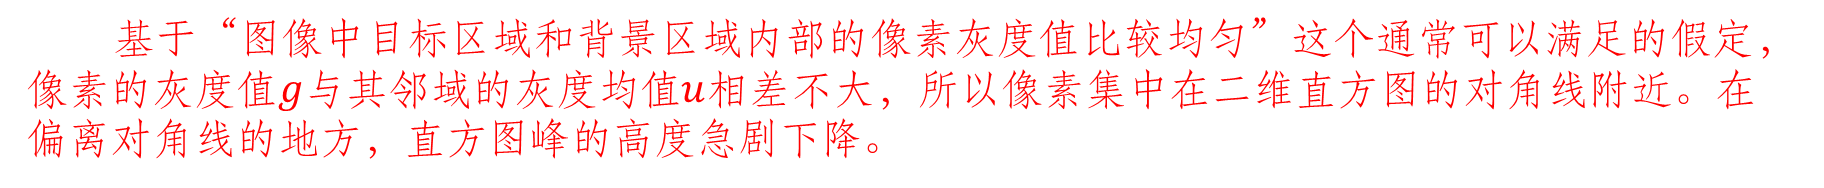 基于“图像中目标区域和背景区域内部的像素灰度值比较均匀”这个通常可以满足的假定，
像素的灰度值g与其邻域的灰度均值u相差不大，所以像素集中在二维直方图的对角线附近。在
偏离对角线的地方，直方图峰的高度急剧下降。